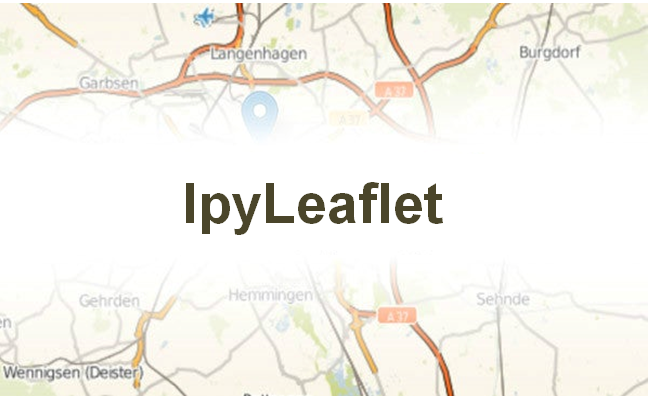 Langenhagen
Burgdorf
Garbsen
A 37
A 37
IpyLeaflet
Gehrden
Hemmingen
Sehnde
A 37
Wennigsen (Deister)